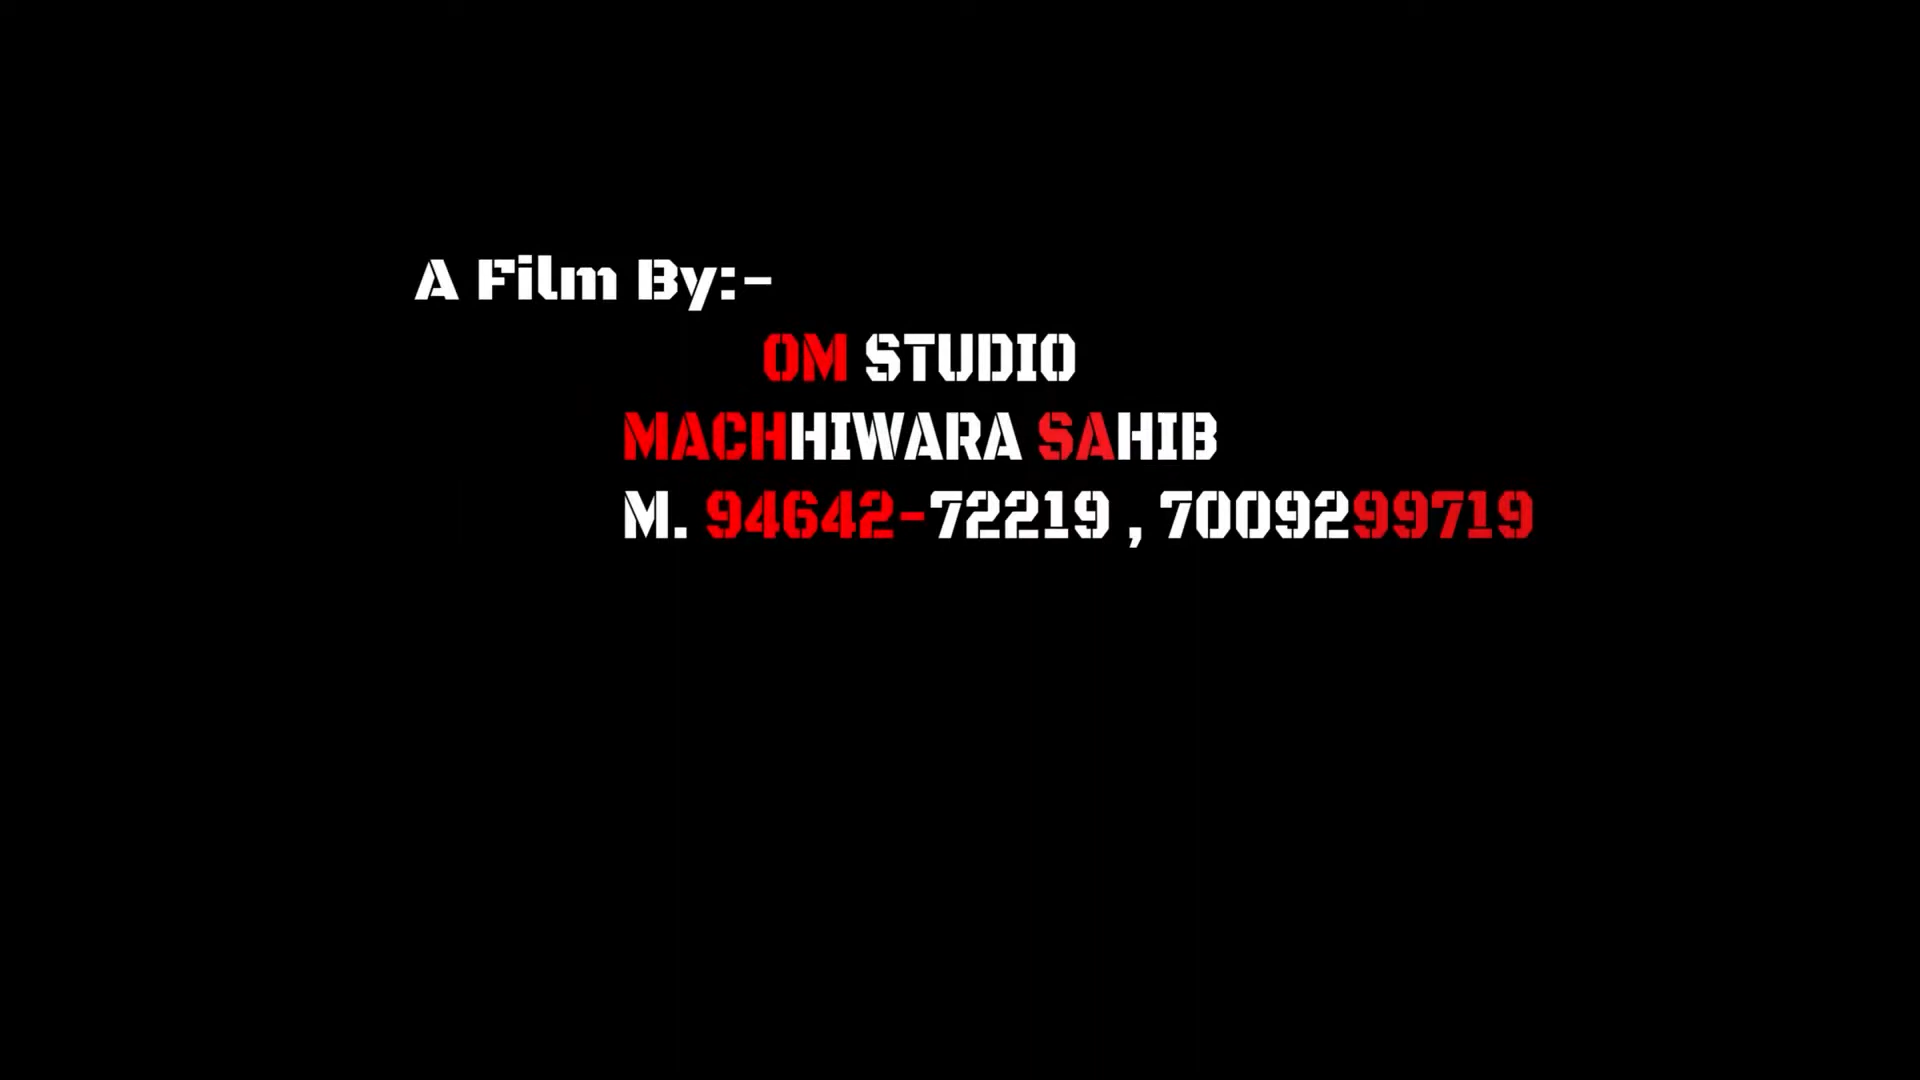 A Film By:-
OM STUDIO
MACHHIWARA SAHIB
M. 94642-72219 , 7009299719